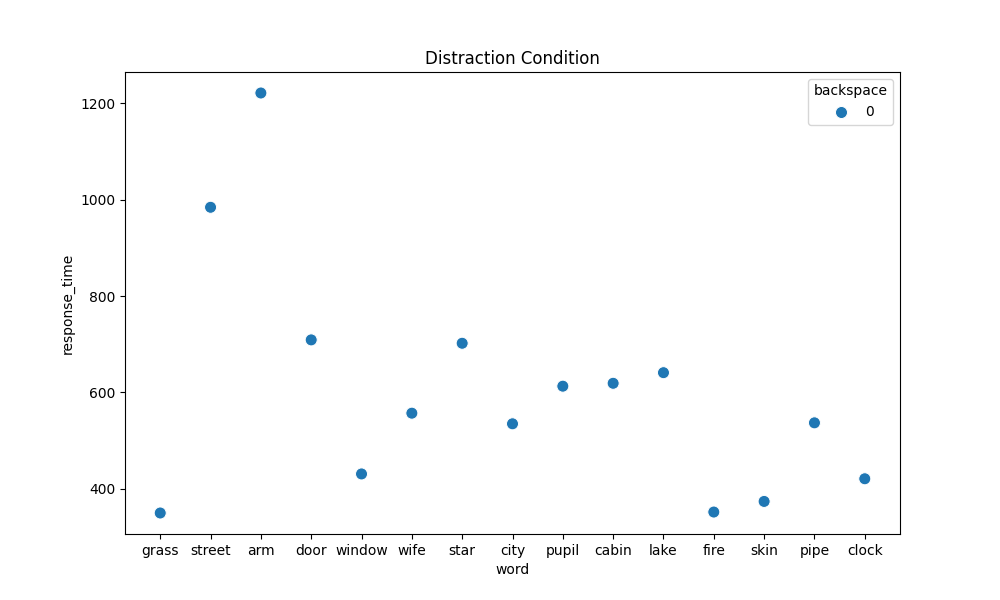 Distraction Condition
backspace
0
1200
1000
800
600
400
response_time
grass street arm door window wife star city pupil cabin lake fire skin pipe clock
word